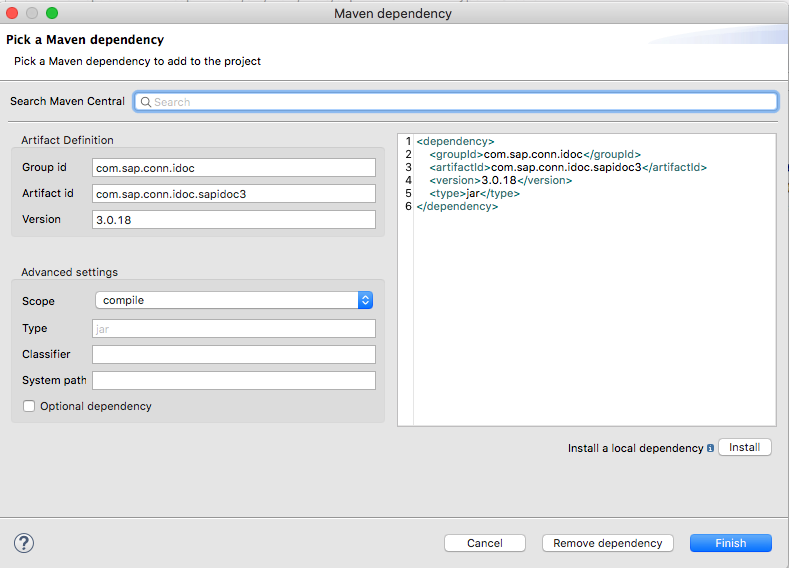 Maven dependency
Pick a Maven dependency
Pick a Maven dependency to add to the project
Search Maven Central
Search
Artifact Definition
Group id
com.sap.conn.idoc
Artifact id
com.sap.conn.idoc.sapidoc3
Version
3.0.18
Advanced settings
Scope
compile
Type
jar
Classifier
System path
Optional dependency
1 <dependency>
2 <groupId>com.sap.conn.idoc</groupId>
3 <artifactId>com.sap.conn.idoc.sapidoc3</artifactId>
4 <version>3.0.18</version>
5 <type>jar</type>
6 </dependency>
Install a local dependency
Install
?
Cancel
Remove dependency
Finish